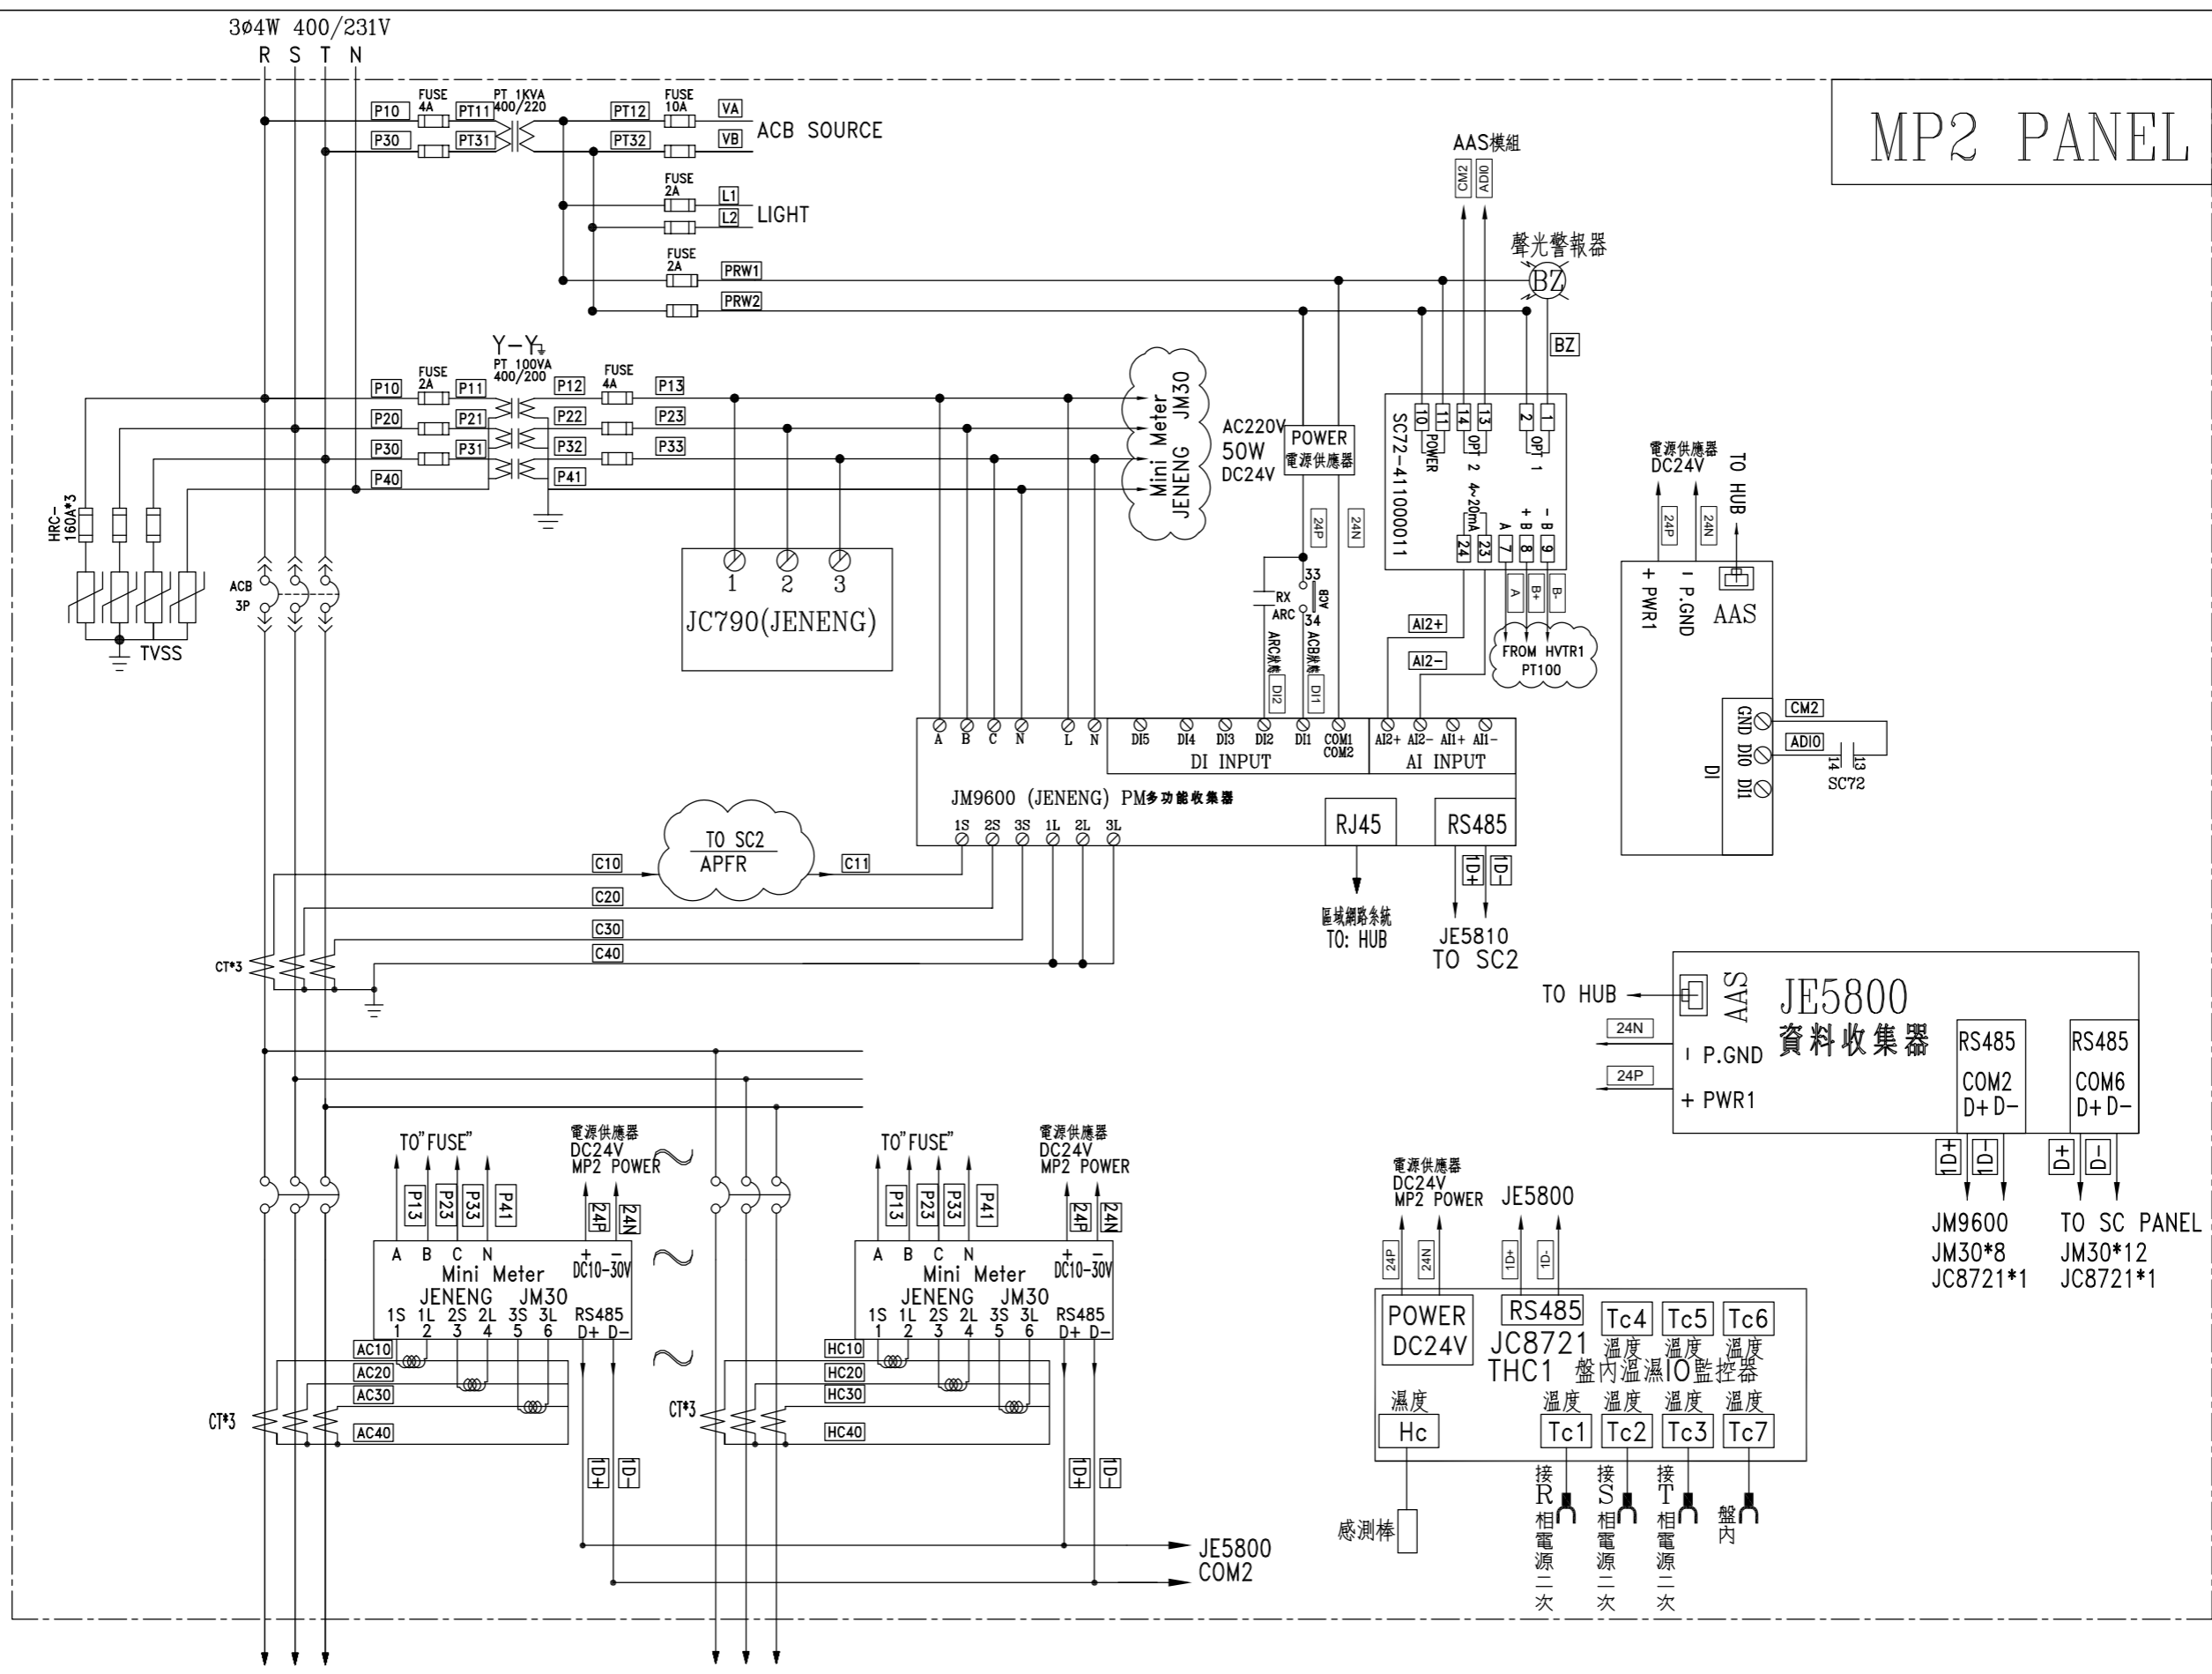 3ø4W 400/231V
R S T N
MP2 PANEL
P10
FUSE
4A
PT11
PT 1KVA
400/220
PT12
FUSE
10A
VA
P30
PT31
PT32
VB
ACB SOURCE
FUSE
2A
L1
L2
LIGHT
FUSE
2A
PRW1
PRW2
AAS模組
CM2
ADI0
聲光警報器
BZ
BZ
Y-Y
PT 100VA
400/200
P10
FUSE
2A
P11
P12
FUSE
4A
P13
P20
P21
P22
P23
P30
P31
P32
P33
P40
P41
Mini Meter
JENENG JM30
AC220V
50W
DC24V
POWER
電源供應器
24P
24N
SC72-411000011
10 11 14 13 2 1
POWER
OPT 2
OPT 1
4~20mA
A + B - B
24 23 7 8 9
A
B+
B-
FROM HVTR1
PT100
AI2+
AI2-
HRC-
160A*3
ACB
3P
TVSS
1 2 3
JC790(JENENG)
RX
ARC
33
34
ACB
ARC狀態
ACB狀態
DI2
DI1
電源供應器
DC24V
TO HUB
24P
24N
+ PWR1
- P.GND
AAS
GND
DI0
DI1
DI
CM2
ADI0
14 13
SC72
A B C N L N
DI5 DI4 DI3 DI2 DI1 COM1
COM2
AI2+ AI2- AI1+ AI1-
DI INPUT
AI INPUT
JM9600 (JENENG) PM多功能收集器
1S 2S 3S 1L 2L 3L
RJ45
RS485
1D+
1D-
區域網路系統
TO: HUB
JE5810
TO SC2
TO SC2
APFR
C10
C11
C20
C30
C40
CT*3
TO HUB
AAS
JE5800
資料收集器
24N
- P.GND
24P
+ PWR1
RS485
COM2
D+ D-
RS485
COM6
D+ D-
1D+
1D-
D+
D-
JM9600
JM30*8
JC8721*1
TO SC PANEL
JM30*12
JC8721*1
TO"FUSE"
電源供應器
DC24V
MP2 POWER
P13
P23
P33
P41
24P
24N
A B C N + -
DC10-30V
Mini Meter
JENENG JM30
1S 1L 2S 2L 3S 3L RS485
1 2 3 4 5 6 D+ D-
AC10
AC20
AC30
AC40
CT*3
1D+
1D-
TO"FUSE"
電源供應器
DC24V
MP2 POWER
P13
P23
P33
P41
24P
24N
A B C N + -
DC10-30V
Mini Meter
JENENG JM30
1S 1L 2S 2L 3S 3L RS485
1 2 3 4 5 6 D+ D-
HC10
HC20
HC30
HC40
CT*3
1D+
1D-
JE5800
COM2
電源供應器
DC24V
MP2 POWER
JE5800
24P
24N
1D+
1D-
POWER
DC24V
RS485
Tc4 Tc5 Tc6
溫度 溫度 溫度
JC8721
THC1 盤內溫濕IO監控器
濕度 溫度 溫度 溫度 溫度
Hc Tc1 Tc2 Tc3 Tc7
感測棒
接R相電源二次
接S相電源二次
接T相電源二次
盤內